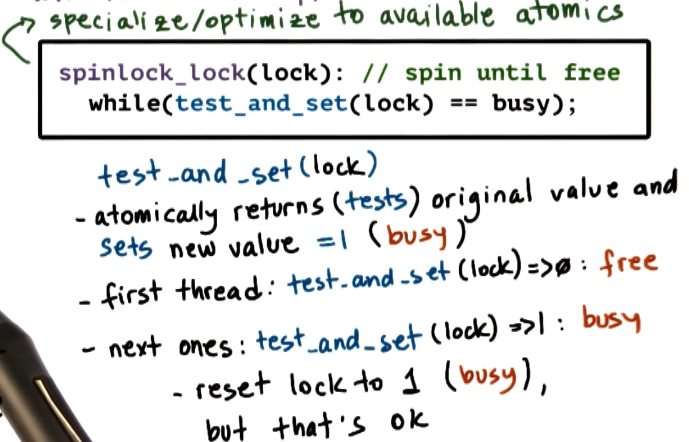 specialize/optimize to available atomics
spinlock_lock(lock): // spin until free
while(test_and_set(lock) == busy);
test_and_set(lock)
- atomically returns(tests) original value and
sets new value =1 (busy)
- first thread: test_and_set(lock)=>0: free
- next ones: test_and_set(lock) =>1: busy
- reset lock to 1 (busy),
but that's ok